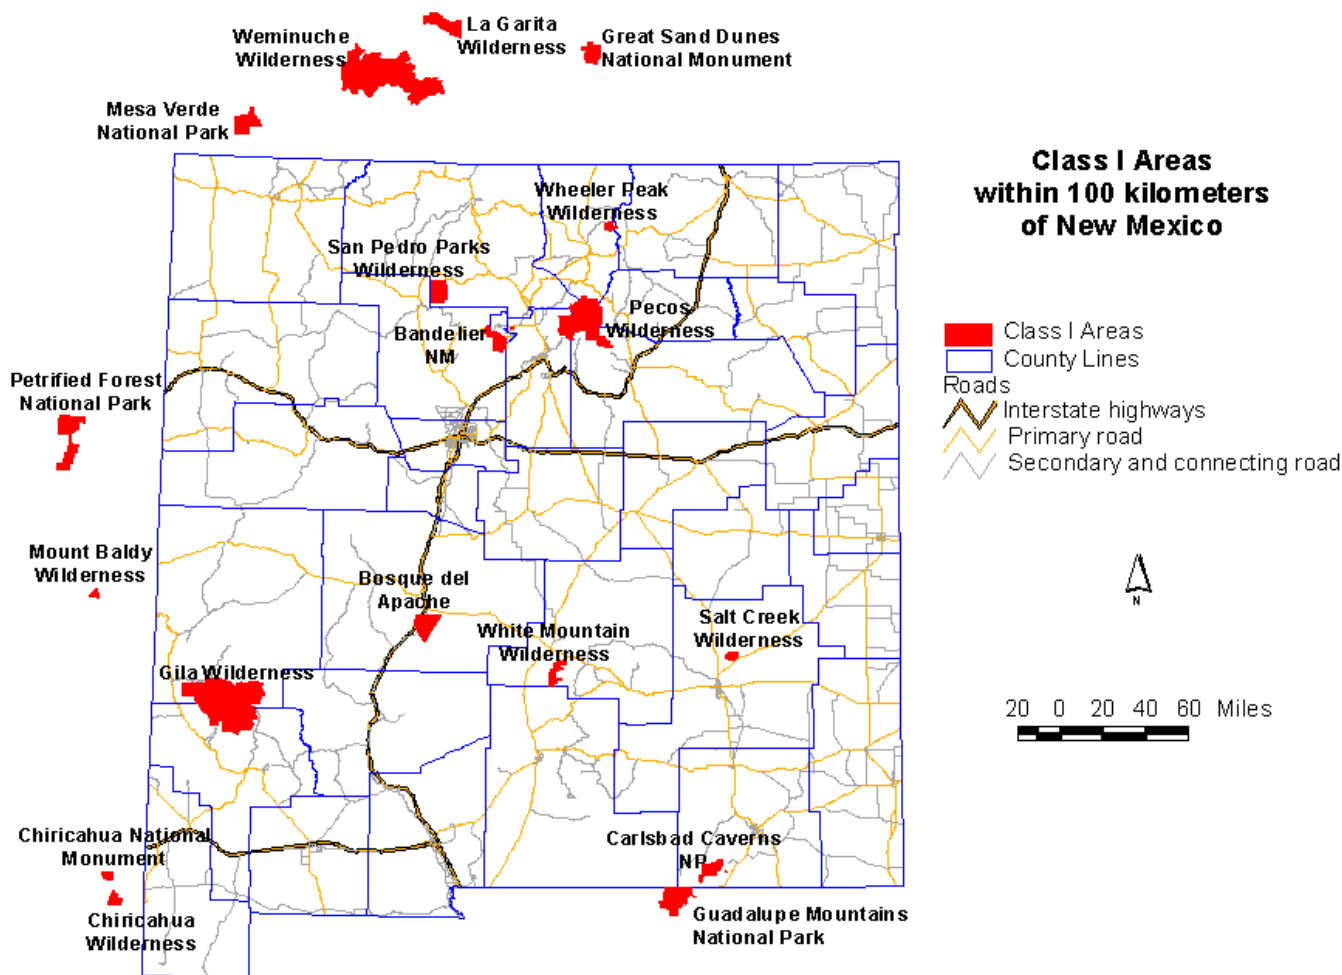 La Garita
Wilderness
Weminuche
Wilderness
Great Sand Dunes
National Monument
Mesa Verde
National Park
Class I Areas
within 100 kilometers
of New Mexico
Wheeler Peak
Wilderness
San Pedro Parks
Wilderness
Pecos
Wilderness
Bandelier
NM
Class I Areas
County Lines
Roads
Interstate highways
Primary road
Secondary and connecting road
Petrified Forest
National Park
Mount Baldy
Wilderness
Bosque del
Apache
N
White Mountain
Wilderness
Salt Creek
Wilderness
Gila Wilderness
20 0 20 40 60 Miles
Chiricahua National
Monument
Carlsbad Caverns
NP
Chiricahua
Wilderness
Guadalupe Mountains
National Park